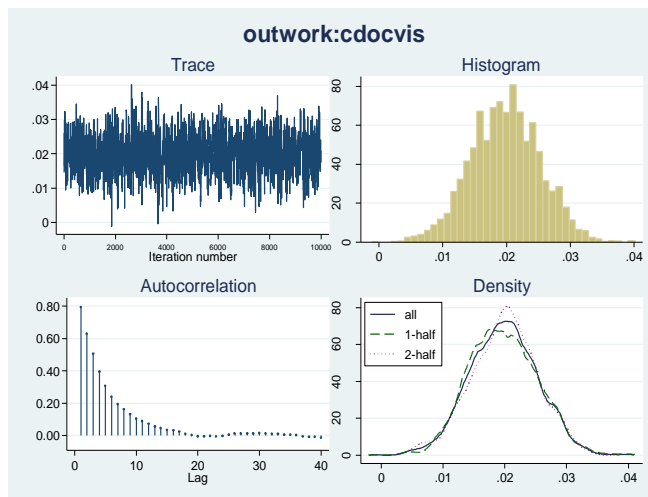 outwork:cdocvis
Trace
.04
.03
.02
.01
0
0 2000 4000 6000 8000 10000
Iteration number
Histogram
80
60
40
20
0
0 .01 .02 .03 .04
Autocorrelation
0.80
0.60
0.40
0.20
0.00
0 10 20 30 40
Lag
Density
all
1-half
2-half
80
60
40
20
0
0 .01 .02 .03 .04